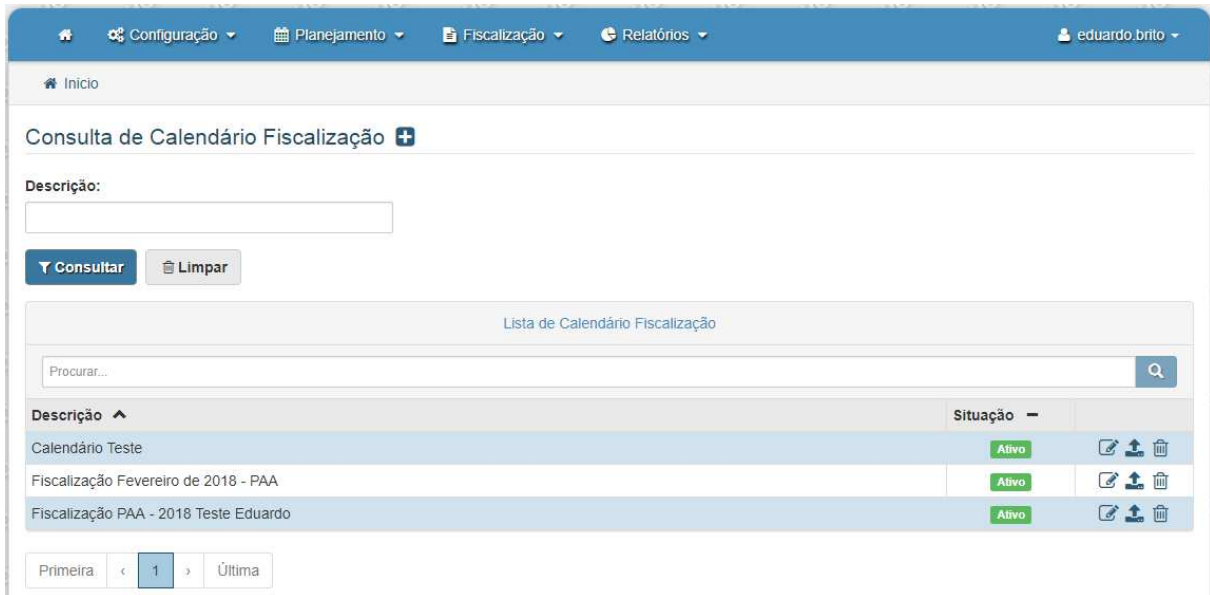 Configuração Planejamento Fiscalização Relatórios eduardo.brito
Inicio
Consulta de Calendário Fiscalização
Descrição:
Consultar Limpar
Lista de Calendário Fiscalização
Procurar...
Descrição Situação
Calendário Teste Ativo
Fiscalização Fevereiro de 2018 - PAA Ativo
Fiscalização PAA - 2018 Teste Eduardo Ativo
Primeira ‹ 1 › Última